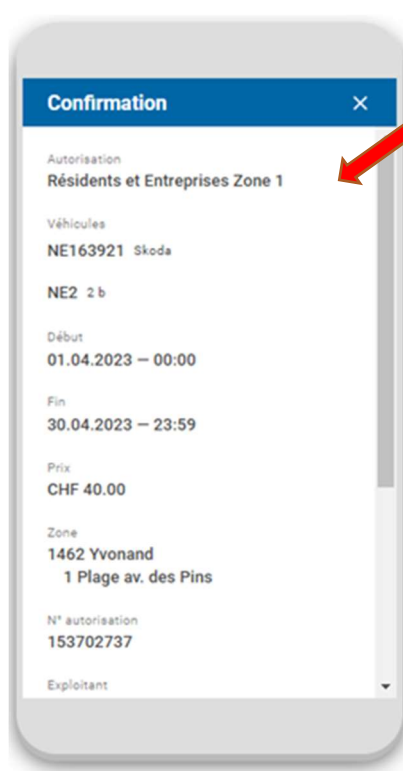 Confirmation ×
Autorisation
Résidents et Entreprises Zone 1
Véhicules
NE163921 Skoda
NE2 2 b
Début
01.04.2023 — 00:00
Fin
30.04.2023 — 23:59
Prix
CHF 40.00
Zone
1462 Yvonand
1 Plage av. des Pins
N° autorisation
153702737
Exploitant